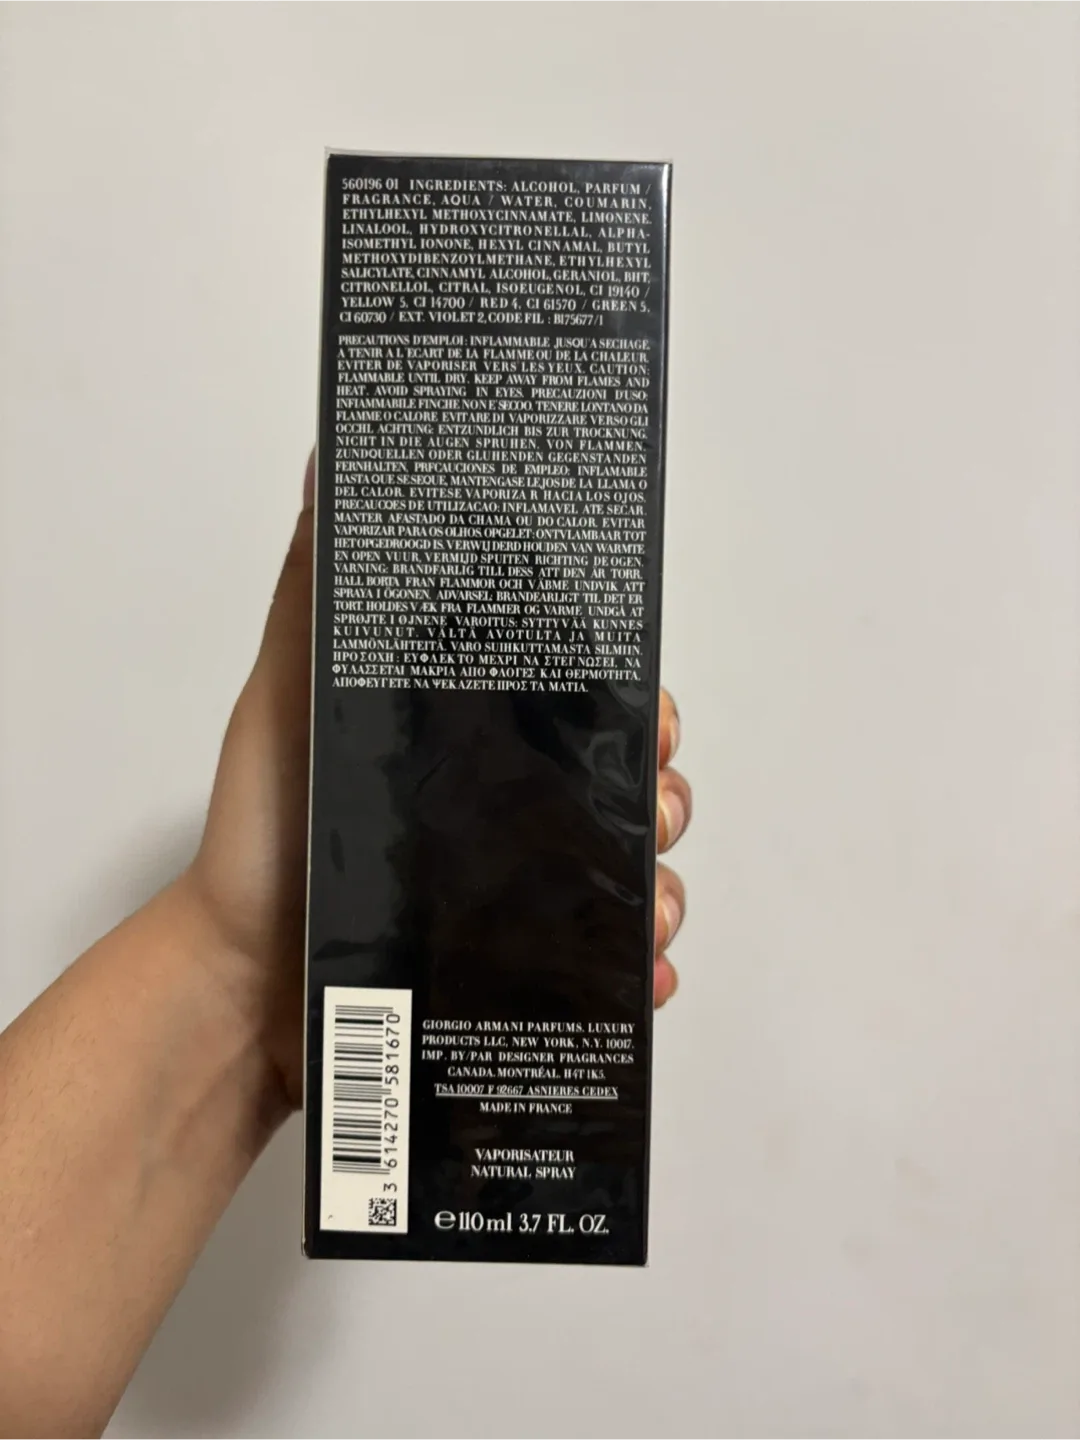 560196 01 INGREDIENTS: ALCOHOL, PARFUM /
FRAGRANCE, AQUA / WATER, COUMARIN,
ETHYLHEXYL METHOXYCINNAMATE, LIMONENE.
LINALOOL, HYDROXYCITRONELLAL, ALPHA-
ISOMETHYL IONONE, HEXYL CINNAMAL, BUTYL
METHOXYDIBENZOYLMETHANE, ETHYLHEXYL
SALICYLATE, CINNAMYL ALCOHOL, GERANIOL, BHT,
CITRONELLOL, CITRAL, ISOEUGENOL, CI 19140 /
YELLOW 5, CI 14700 / RED 4, CI 61570 / GREEN 5,
CI 60730 / EXT. VIOLET 2, CODE FIL : B175677/1
PRECAUTIONS D'EMPLOI : INFLAMMABLE JUSQU'A SECHAGE.
A TENIR A L'ECART DE LA FLAMME OU DE LA CHALEUR.
EVITER DE VAPORISER VERS LES YEUX. CAUTION:
FLAMMABLE UNTIL DRY. KEEP AWAY FROM FLAMES AND
HEAT. AVOID SPRAYING IN EYES. PRECAUZIONI D'USO:
INFIAMMABILE FINCHE NON E' SECOO. TENERE LONTANO DA
FLAMME O CALORE EVITARE DI VAPORIZZARE VERSO GLI
OCCHI. ACHTUNG: ENTZUNDLICH BIS ZUR TROCKNUNG.
NICHT IN DIE AUGEN SPRUHEN. VON FLAMMEN,
ZUNDQUELLEN ODER GLUHENDEN GEGENSTANDEN
FERNHALTEN, PRFCAUCIONES DE EMPLEO: INFLAMABLE
HASTA QUE SE SEQUE, MANTENGASE LEJOS DE LA LLAMA O
DEL CALOR. EVITESE VAPORIZA R HACIA LOS OJOS.
PRECAUCOES DE UTILIZACAO: INFLAMAVEL ATE SECAR.
MANTER AFASTADO DA CHAMA OU DO CALOR. EVITAR
VAPORIZAR PARA OS OLHOS. OPGELET: ONTVLAMBAAR TOT
HET OPGEDROOGD IS. VERWIJDERD HOUDEN VAN WARMTE
EN OPEN VUUR, VERMIJD SPUITEN RICHTING DE OGEN.
VARNING: BRANDFARLIG TILL DESS ATT DEN ÄR TORR.
HALL BORTA FRAN FLAMMOR OCH VÄBME UNDVIK ATT
SPRAYA I ÖGONEN. ADVARSEL: BRANDEARLIGT TIL DET ER
TORT. HOLDES VÆK FRA FLAMMER OG VARME UNDGÅ AT
SPRØJTE I ØJNENE. VAROITUS: SYTTYVÄÄ KUNNES
KUIVUNUT. VÄLTÄ AVOTULTA JA MUITA
LAMMÖNLÄHTEITÄ. VARO SUIHKUTTAMASTA SILMIIN.
ΠΡΟΣΟΧΗ : ΕΥΦΛΕΚΤΟ ΜΕΧΡΙ ΝΑ ΣΤΕΓΝΩΣΕΙ, ΝΑ
ΦΥΛΑΣΣΕΤΑΙ ΜΑΚΡΙΑ ΑΠΟ ΦΛΟΓΕΣ ΚΑΙ ΘΕΡΜΟΤΗΤΑ.
ΑΠΟΦΕΥΓΕΤΕ ΝΑ ΨΕΚΑΖΕΤΕ ΠΡΟΣ ΤΑ ΜΑΤΙΑ.
3 614270 581670
GIORGIO ARMANI PARFUMS. LUXURY
PRODUCTS LLC, NEW YORK, N.Y. 10017.
IMP. BY/PAR DESIGNER FRAGRANCES
CANADA. MONTRÉAL. H4T 1K5.
TSA 10007 F 92667 ASNIERES CEDEX
MADE IN FRANCE
VAPORISATEUR
NATURAL SPRAY
℮ 110 ml 3.7 FL. OZ.